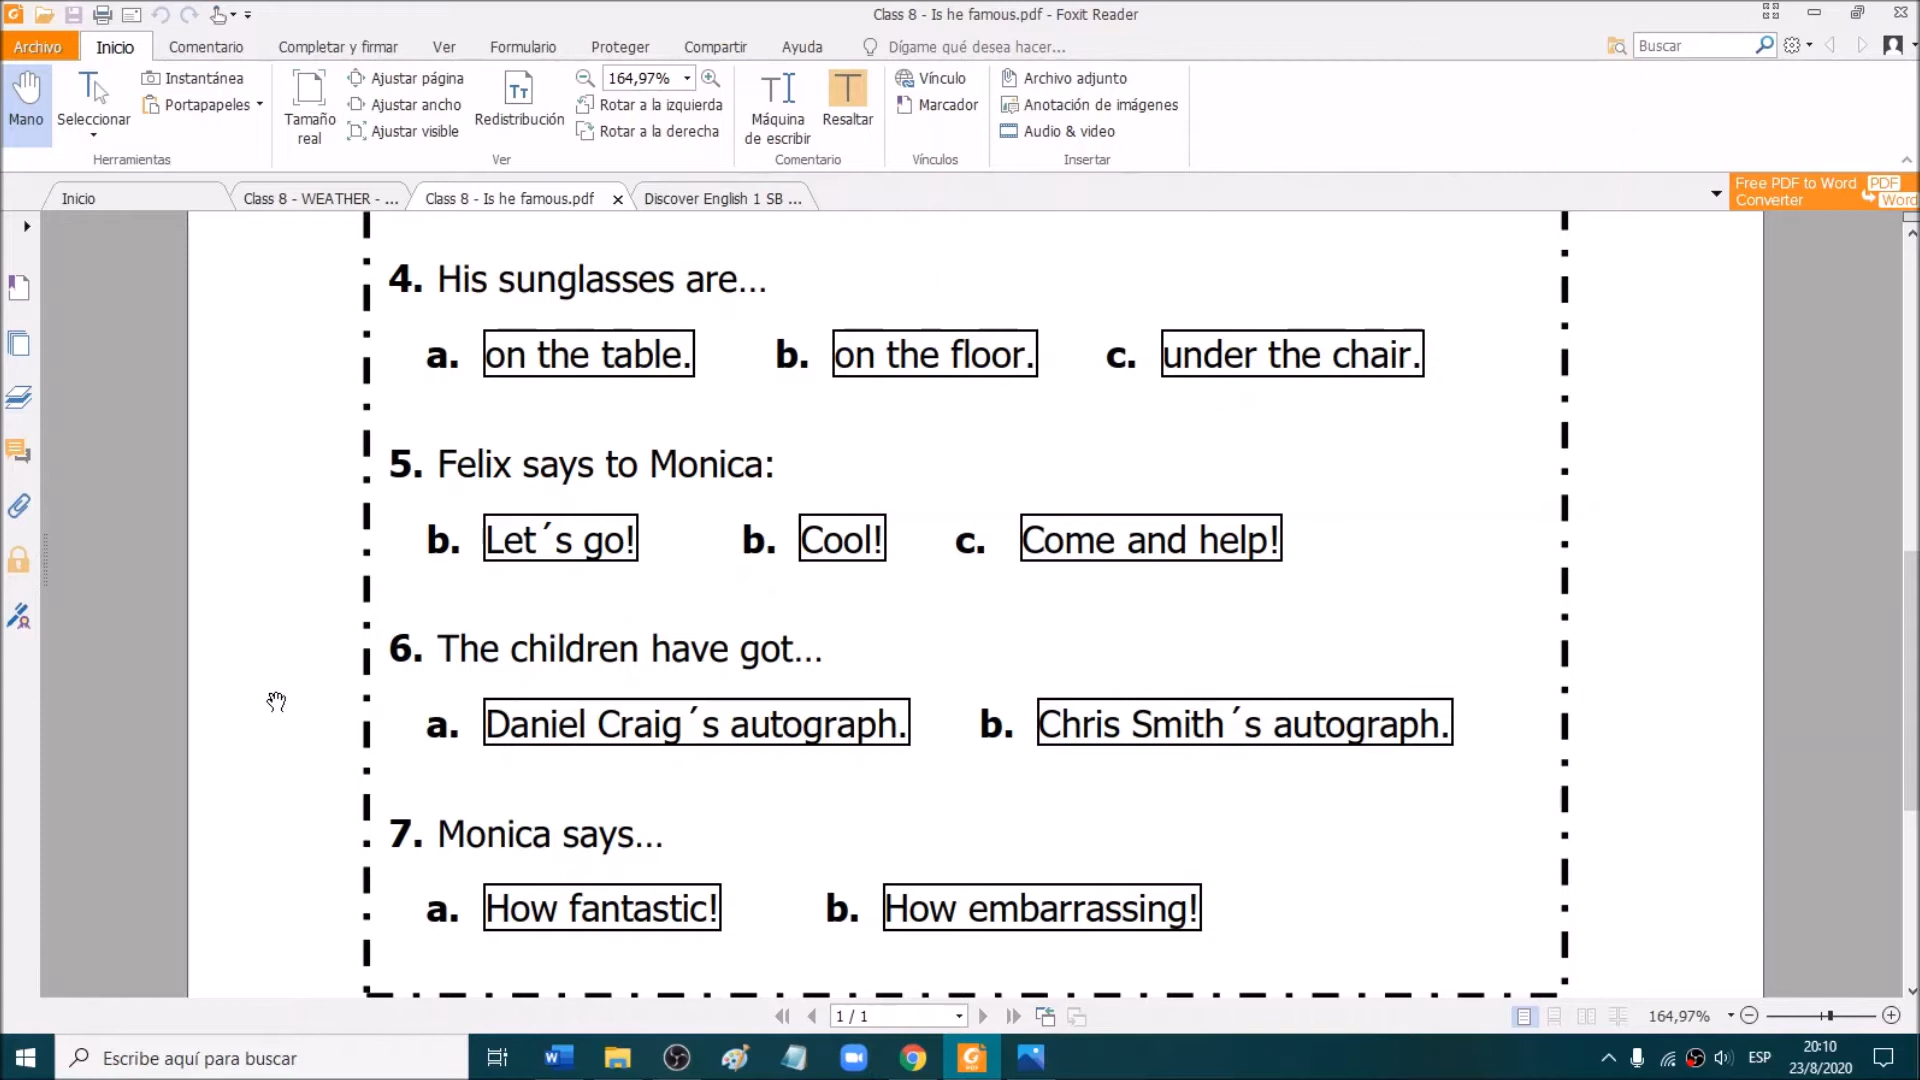 Class 8 - Is he famous.pdf - Foxit Reader
Archivo Inicio Comentario Completar y firmar Ver Formulario Proteger Compartir Ayuda Dígame qué desea hacer... Buscar
Mano
Seleccionar
Instantánea
Portapapeles
Herramientas
Tamaño real
Ajustar página
Ajustar ancho
Ajustar visible
Redistribución
164,97%
Rotar a la izquierda
Rotar a la derecha
Ver
Máquina de escribir
Resaltar
Comentario
Vínculo
Marcador
Vínculos
Archivo adjunto
Anotación de imágenes
Audio & video
Insertar
Inicio
Class 8 - WEATHER - ...
Class 8 - Is he famous.pdf
Discover English 1 SB ...
Free PDF to Word Converter
PDF
Word
4. His sunglasses are...
a. on the table. b. on the floor. c. under the chair.
5. Felix says to Monica:
b. Let´s go! b. Cool! c. Come and help!
6. The children have got...
a. Daniel Craig´s autograph. b. Chris Smith´s autograph.
7. Monica says...
a. How fantastic! b. How embarrassing!
1 / 1
164,97%
Escribe aquí para buscar
ESP
20:10
23/8/2020